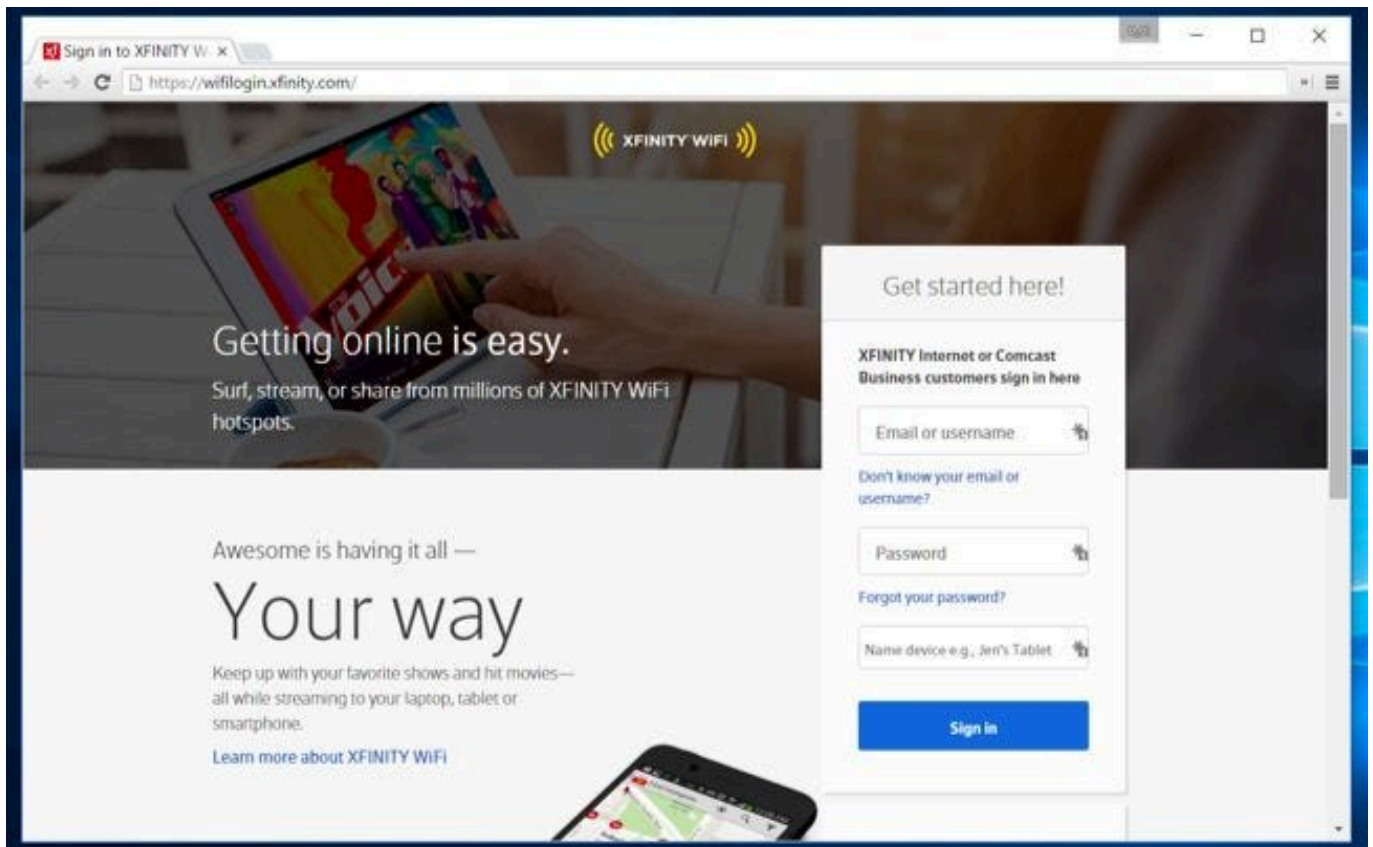 Sign in to XFINITY W
https://wifilogin.xfinity.com/
XFINITY WiFi
THE
VOICE
Getting online is easy.
Surf, stream, or share from millions of XFINITY WiFi
hotspots.
Get started here!
XFINITY Internet or Comcast
Business customers sign in here
Email or username
Don't know your email or
username?
Password
Forgot your password?
Name device e.g., Jen's Tablet
Sign in
Awesome is having it all —
Your way
Keep up with your favorite shows and hit movies—
all while streaming to your laptop, tablet or
smartphone.
Learn more about XFINITY WiFi